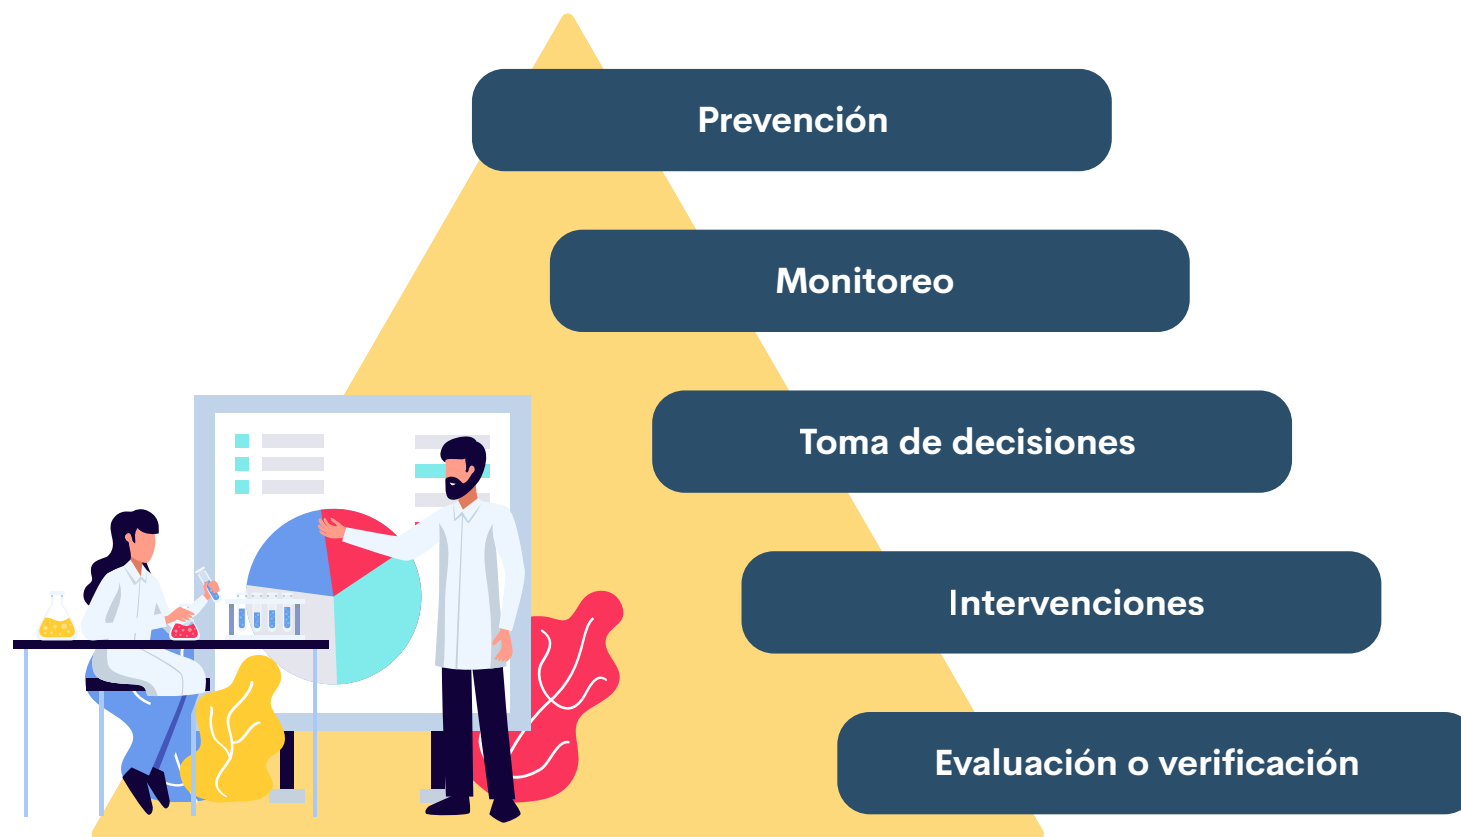 Prevención
Monitoreo
Toma de decisiones
Intervenciones
Evaluación o verificación